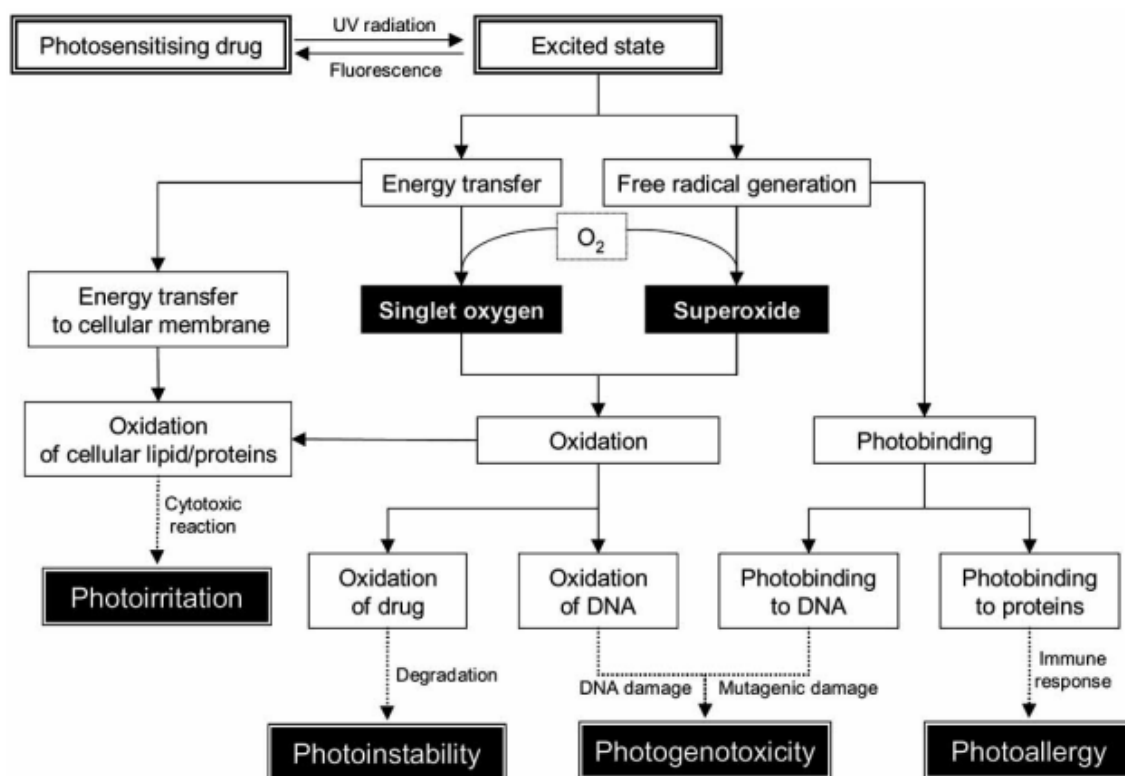 Photosensitising drug
UV radiation
Fluorescence
Excited state
Energy transfer
Free radical generation
O2
Energy transfer
to cellular membrane
Singlet oxygen
Superoxide
Oxidation
of cellular lipid/proteins
Oxidation
Photobinding
Cytotoxic
reaction
Photoirritation
Oxidation
of drug
Oxidation
of DNA
Photobinding
to DNA
Photobinding
to proteins
Degradation
DNA damage
Mutagenic damage
Immune
response
Photoinstability
Photogenotoxicity
Photoallergy